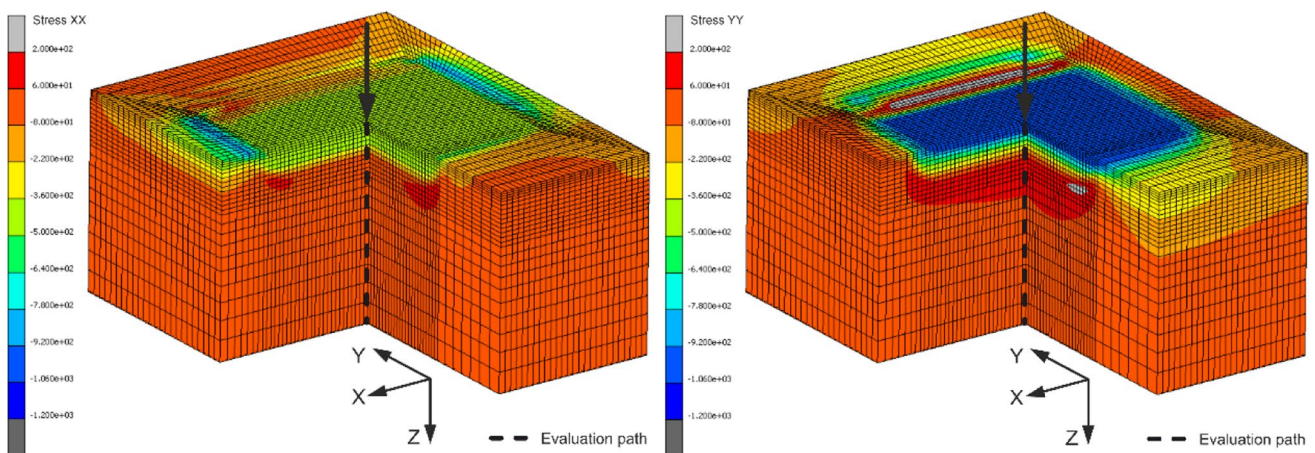 Stress XX
2.000e+02
6.000e+01
-8.000e+01
-2.200e+02
-3.600e+02
-5.000e+02
-6.400e+02
-7.800e+02
-9.200e+02
-1.060e+03
-1.200e+03
Y
X
Z
Evaluation path
Stress YY
2.000e+02
6.000e+01
-8.000e+01
-2.200e+02
-3.600e+02
-5.000e+02
-6.400e+02
-7.800e+02
-9.200e+02
-1.060e+03
-1.200e+03
Y
X
Z
Evaluation path